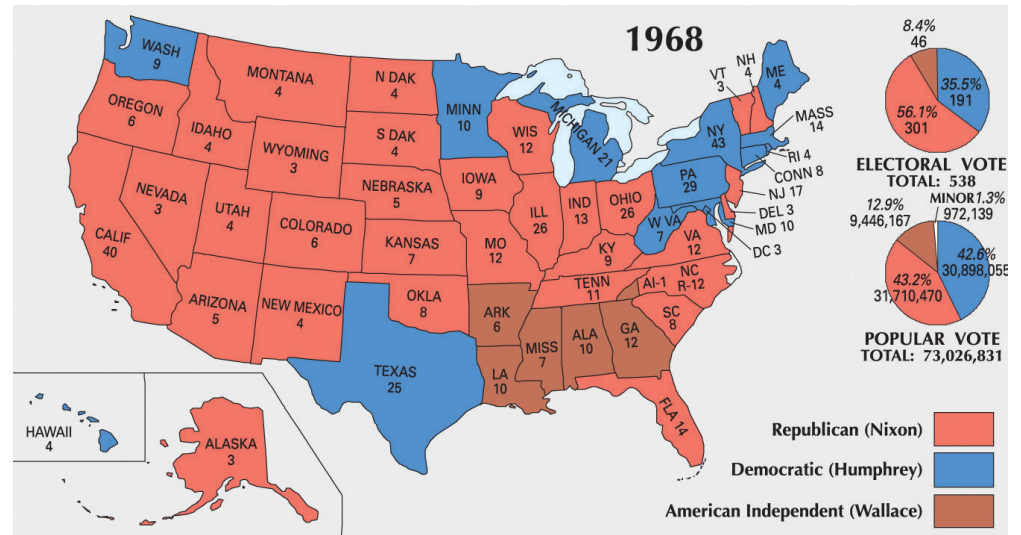 1968
WASH
9
OREGON
6
CALIF
40
NEVADA
3
IDAHO
4
MONTANA
4
WYOMING
3
UTAH
4
COLORADO
6
ARIZONA
5
NEW MEXICO
4
N DAK
4
S DAK
4
NEBRASKA
5
KANSAS
7
OKLA
8
TEXAS
25
MINN
10
IOWA
9
MO
12
ARK
6
LA
10
WIS
12
ILL
26
MICHIGAN 21
IND
13
OHIO
26
KY
9
TENN
11
MISS
7
ALA
10
GA
12
FLA 14
SC
8
AI-1
NC
R-12
VA
12
W VA
7
PA
29
NY
43
VT
3
NH
4
ME
4
MASS
14
RI 4
CONN 8
NJ 17
DEL 3
MD 10
DC 3
HAWAII
4
ALASKA
3
8.4%
46
35.5%
191
56.1%
301
ELECTORAL VOTE
TOTAL: 538
12.9%
9,446,167
MINOR 1.3%
972,139
42.6%
30,898,055
43.2%
31,710,470
POPULAR VOTE
TOTAL: 73,026,831
Republican (Nixon)
Democratic (Humphrey)
American Independent (Wallace)